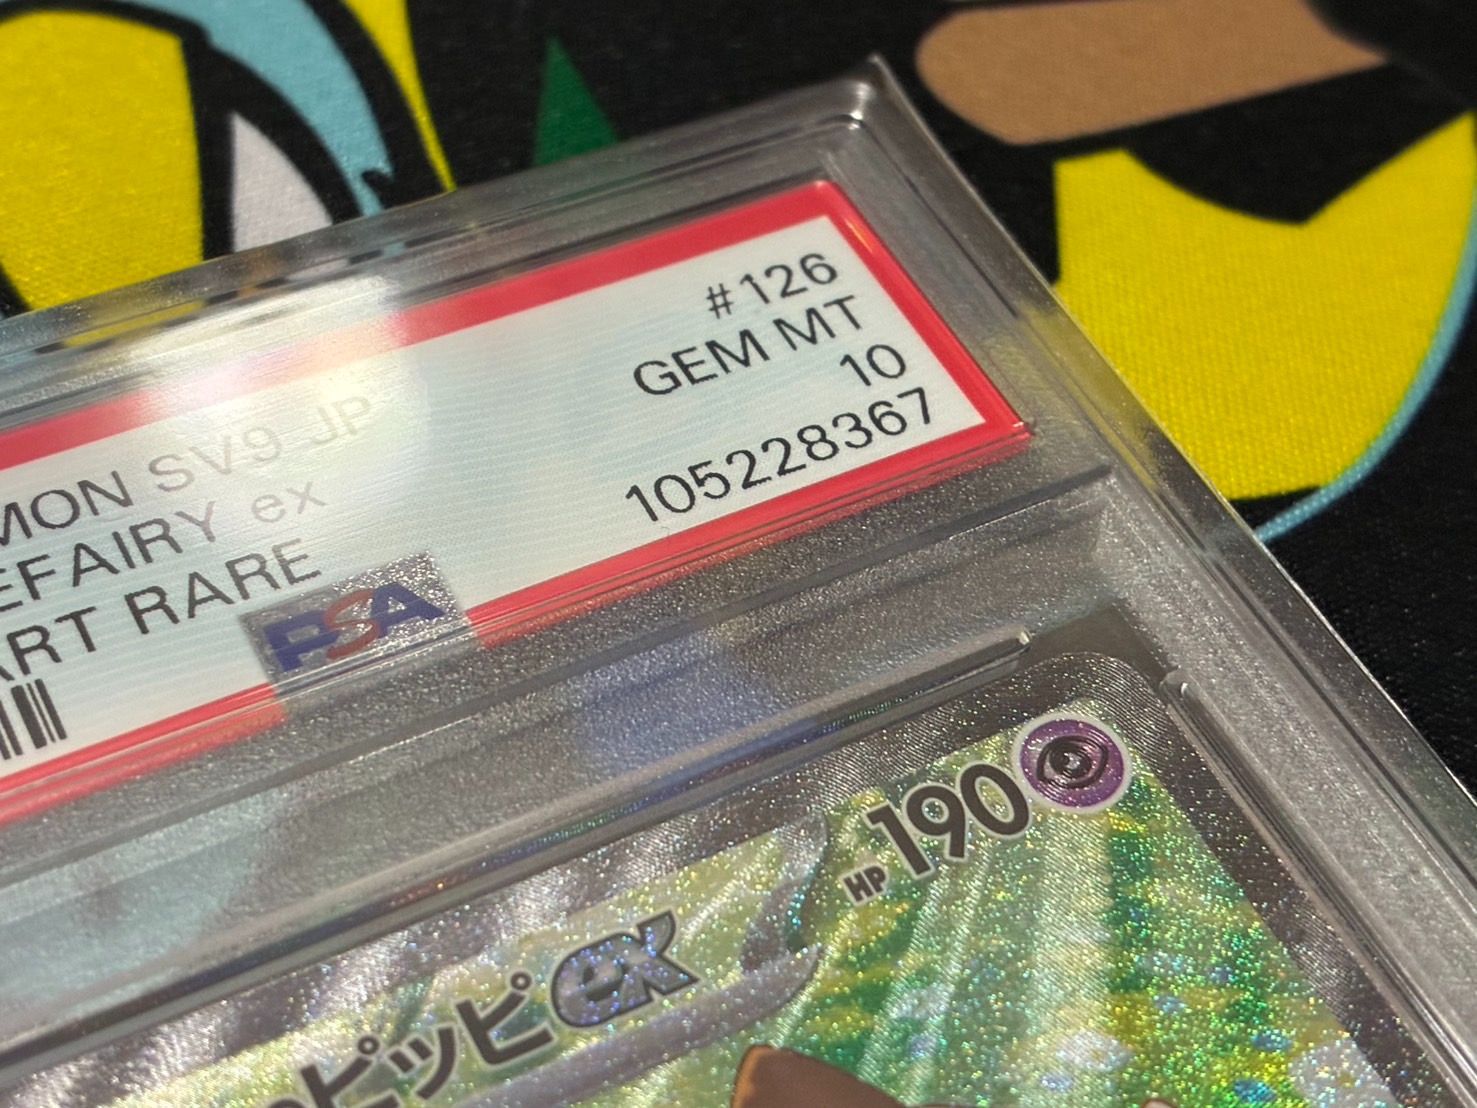 #126
GEM MT
10
105228367
MON SV9 JP
EFAIRY ex
ART RARE
PSA
HP190
ピッピex